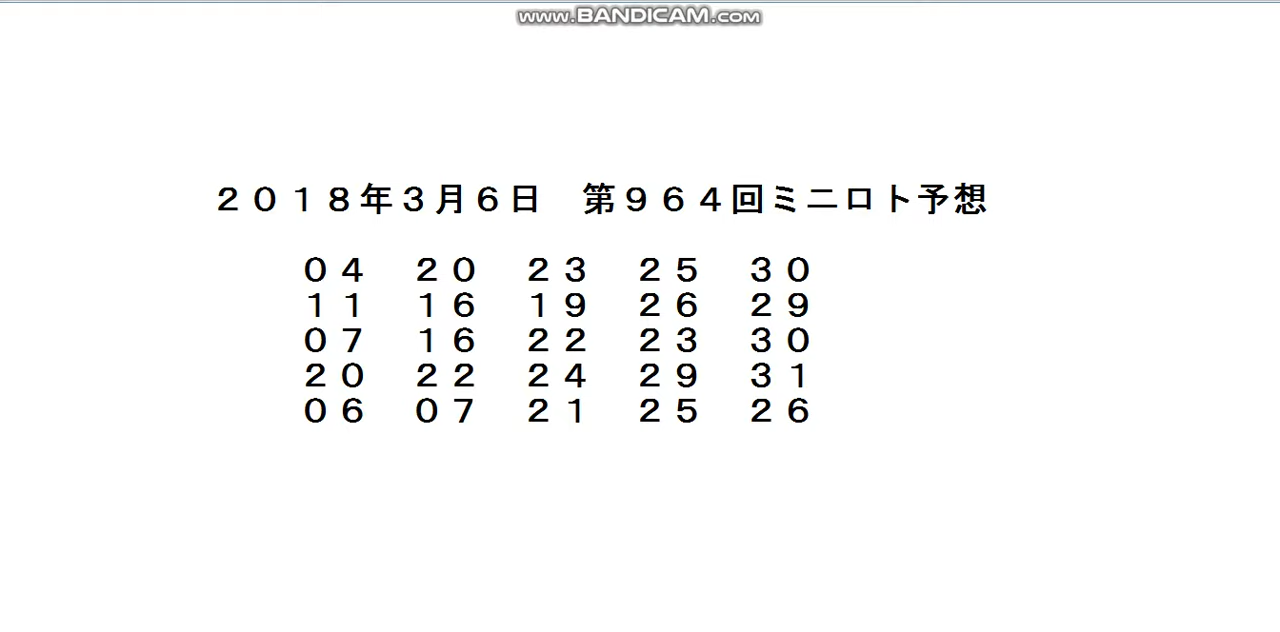 www.BANDICAM.com
２０１８年３月６日　第９６４回ミニロト予想
０４　２０　２３　２５　３０
１１　１６　１９　２６　２９
０７　１６　２２　２３　３０
２０　２２　２４　２９　３１
０６　０７　２１　２５　２６